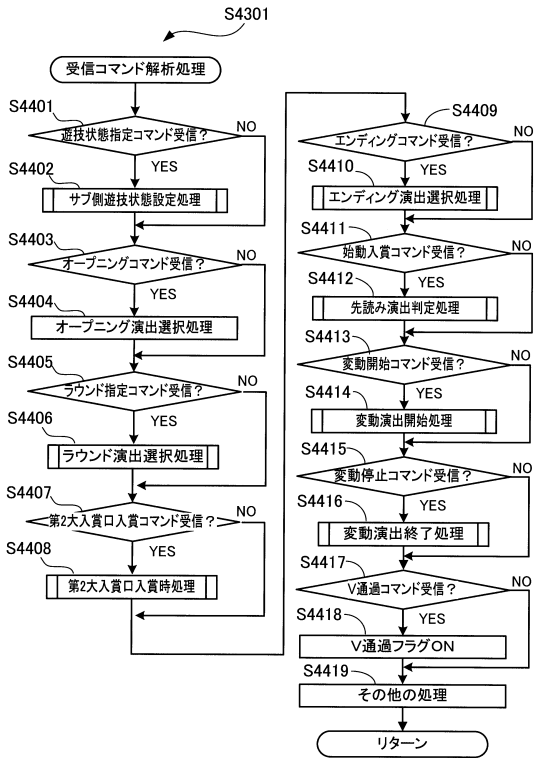 S4301
受信コマンド解析処理
S4401
遊技状態指定コマンド受信？
NO
YES
S4402
サブ側遊技状態設定処理
S4403
オープニングコマンド受信？
NO
YES
S4404
オープニング演出選択処理
S4405
ラウンド指定コマンド受信？
NO
YES
S4406
ラウンド演出選択処理
S4407
第2大入賞口入賞コマンド受信？
NO
YES
S4408
第2大入賞口入賞時処理
S4409
エンディングコマンド受信？
NO
YES
S4410
エンディング演出選択処理
S4411
始動入賞コマンド受信？
NO
YES
S4412
先読み演出判定処理
S4413
変動開始コマンド受信？
NO
YES
S4414
変動演出開始処理
S4415
変動停止コマンド受信？
NO
YES
S4416
変動演出終了処理
S4417
V通過コマンド受信？
NO
YES
S4418
V通過フラグON
S4419
その他の処理
リターン